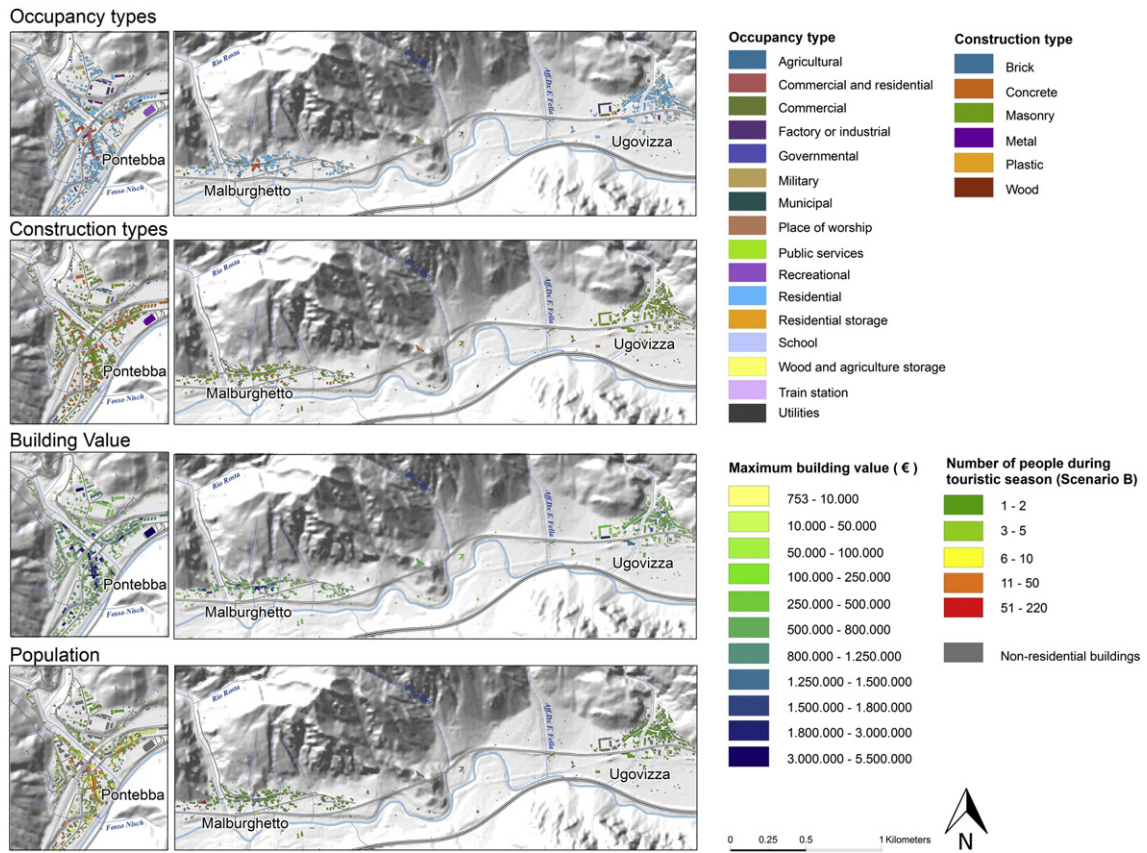 Occupancy types
Rio Rosta
Aff.Dx F. Fella
Pontebba
Fosso Nisch
Malburghetto
Ugovizza
Construction types
Rio Rosta
Aff.Dx F. Fella
Pontebba
Fosso Nisch
Malburghetto
Ugovizza
Building Value
Rio Rosta
Aff.Dx F. Fella
Pontebba
Fosso Nisch
Malburghetto
Ugovizza
Population
Rio Rosta
Aff.Dx F. Fella
Pontebba
Fosso Nisch
Malburghetto
Ugovizza
Occupancy type
Agricultural
Commercial and residential
Commercial
Factory or industrial
Governmental
Military
Municipal
Place of worship
Public services
Recreational
Residential
Residential storage
School
Wood and agriculture storage
Train station
Utilities
Construction type
Brick
Concrete
Masonry
Metal
Plastic
Wood
Maximum building value ( € )
753 - 10.000
10.000 - 50.000
50.000 - 100.000
100.000 - 250.000
250.000 - 500.000
500.000 - 800.000
800.000 - 1.250.000
1.250.000 - 1.500.000
1.500.000 - 1.800.000
1.800.000 - 3.000.000
3.000.000 - 5.500.000
Number of people during
touristic season (Scenario B)
1 - 2
3 - 5
6 - 10
11 - 50
51 - 220
Non-residential buildings
0 0.25 0.5 1 Kilometers
N